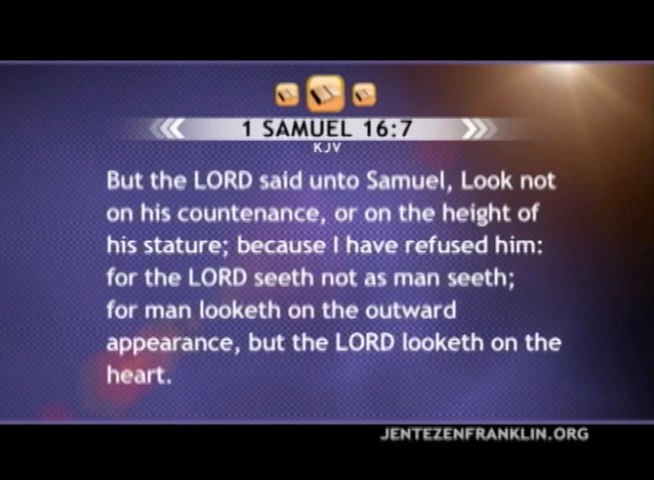 1 SAMUEL 16:7
KJV
But the LORD said unto Samuel, Look not
on his countenance, or on the height of
his stature; because I have refused him:
for the LORD seeth not as man seeth;
for man looketh on the outward
appearance, but the LORD looketh on the
heart.
JENTEZENFRANKLIN.ORG